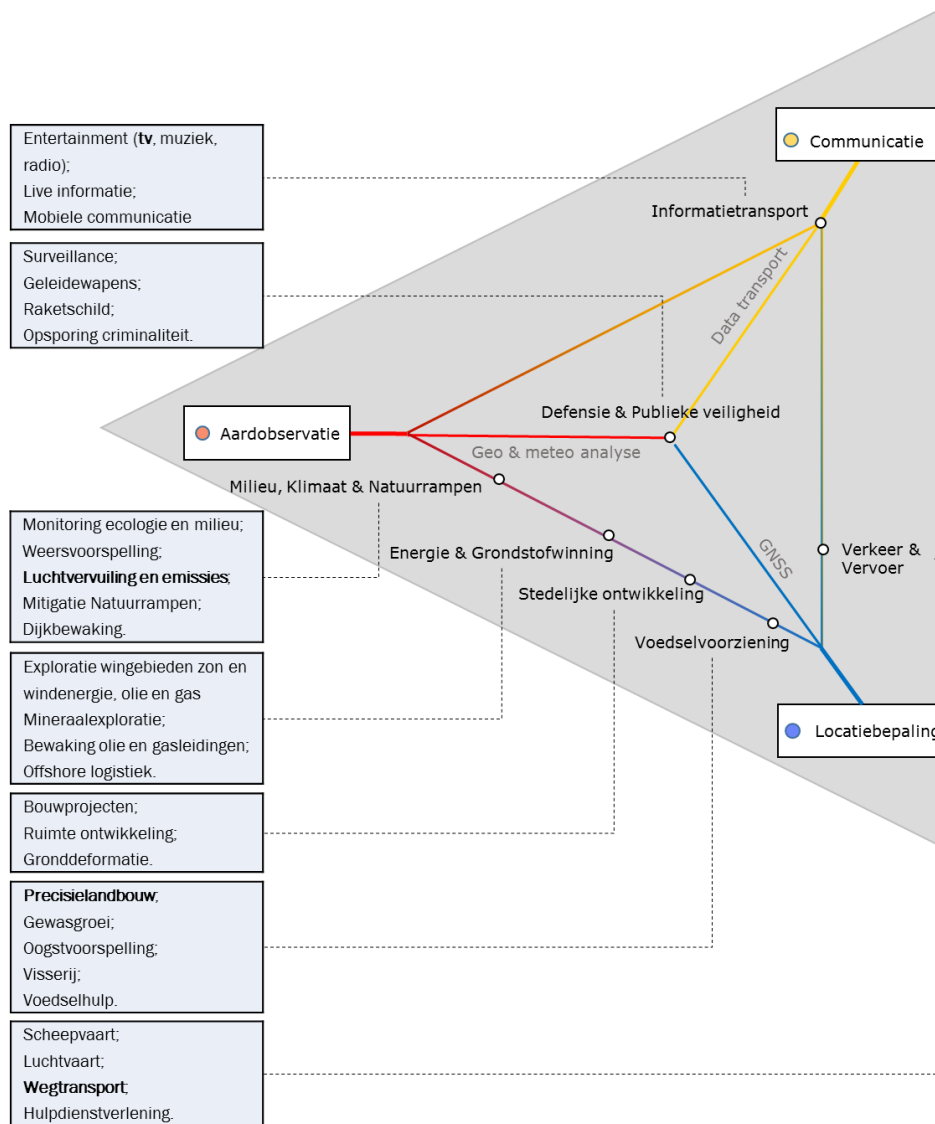 Entertainment (tv, muziek,
radio);
Live informatie;
Mobiele communicatie
Surveillance;
Geleidewapens;
Raketschild;
Opsporing criminaliteit.
Communicatie
Informatietransport
Data transport
Defensie & Publieke veiligheid
Aardobservatie
Geo & meteo analyse
Milieu, Klimaat & Natuurrampen
Monitoring ecologie en milieu;
Weersvoorspelling;
Luchtvervuiling en emissies;
Mitigatie Natuurrampen;
Dijkbewaking.
Energie & Grondstofwinning
GNSS
Verkeer &
Vervoer
Stedelijke ontwikkeling
Voedselvoorziening
Exploratie wingebieden zon en
windenergie, olie en gas
Mineraalexploratie;
Bewaking olie en gasleidingen;
Offshore logistiek.
Locatiebepaling
Bouwprojecten;
Ruimte ontwikkeling;
Gronddeformatie.
Precisielandbouw;
Gewasgroei;
Oogstvoorspelling;
Visserij;
Voedselhulp.
Scheepvaart;
Luchtvaart;
Wegtransport;
Hulpdienstverlening.